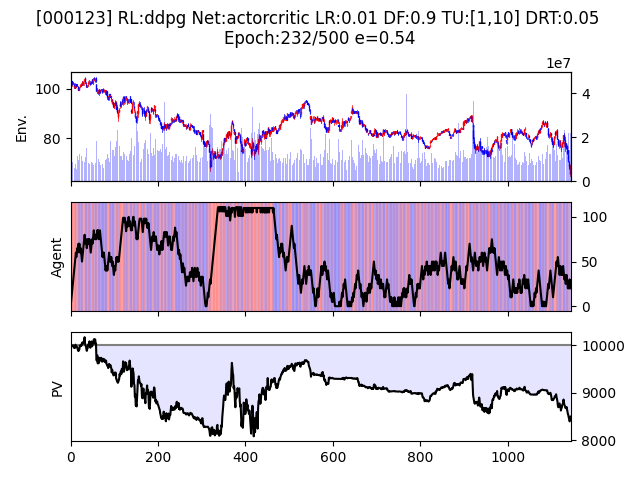 [000123] RL:ddpg Net:actorcritic LR:0.01 DF:0.9 TU:[1,10] DRT:0.05
Epoch:232/500 e=0.54
1e7
100
80
Env.
4
2
0
Agent
100
50
0
PV
10000
9000
8000
0
200
400
600
800
1000